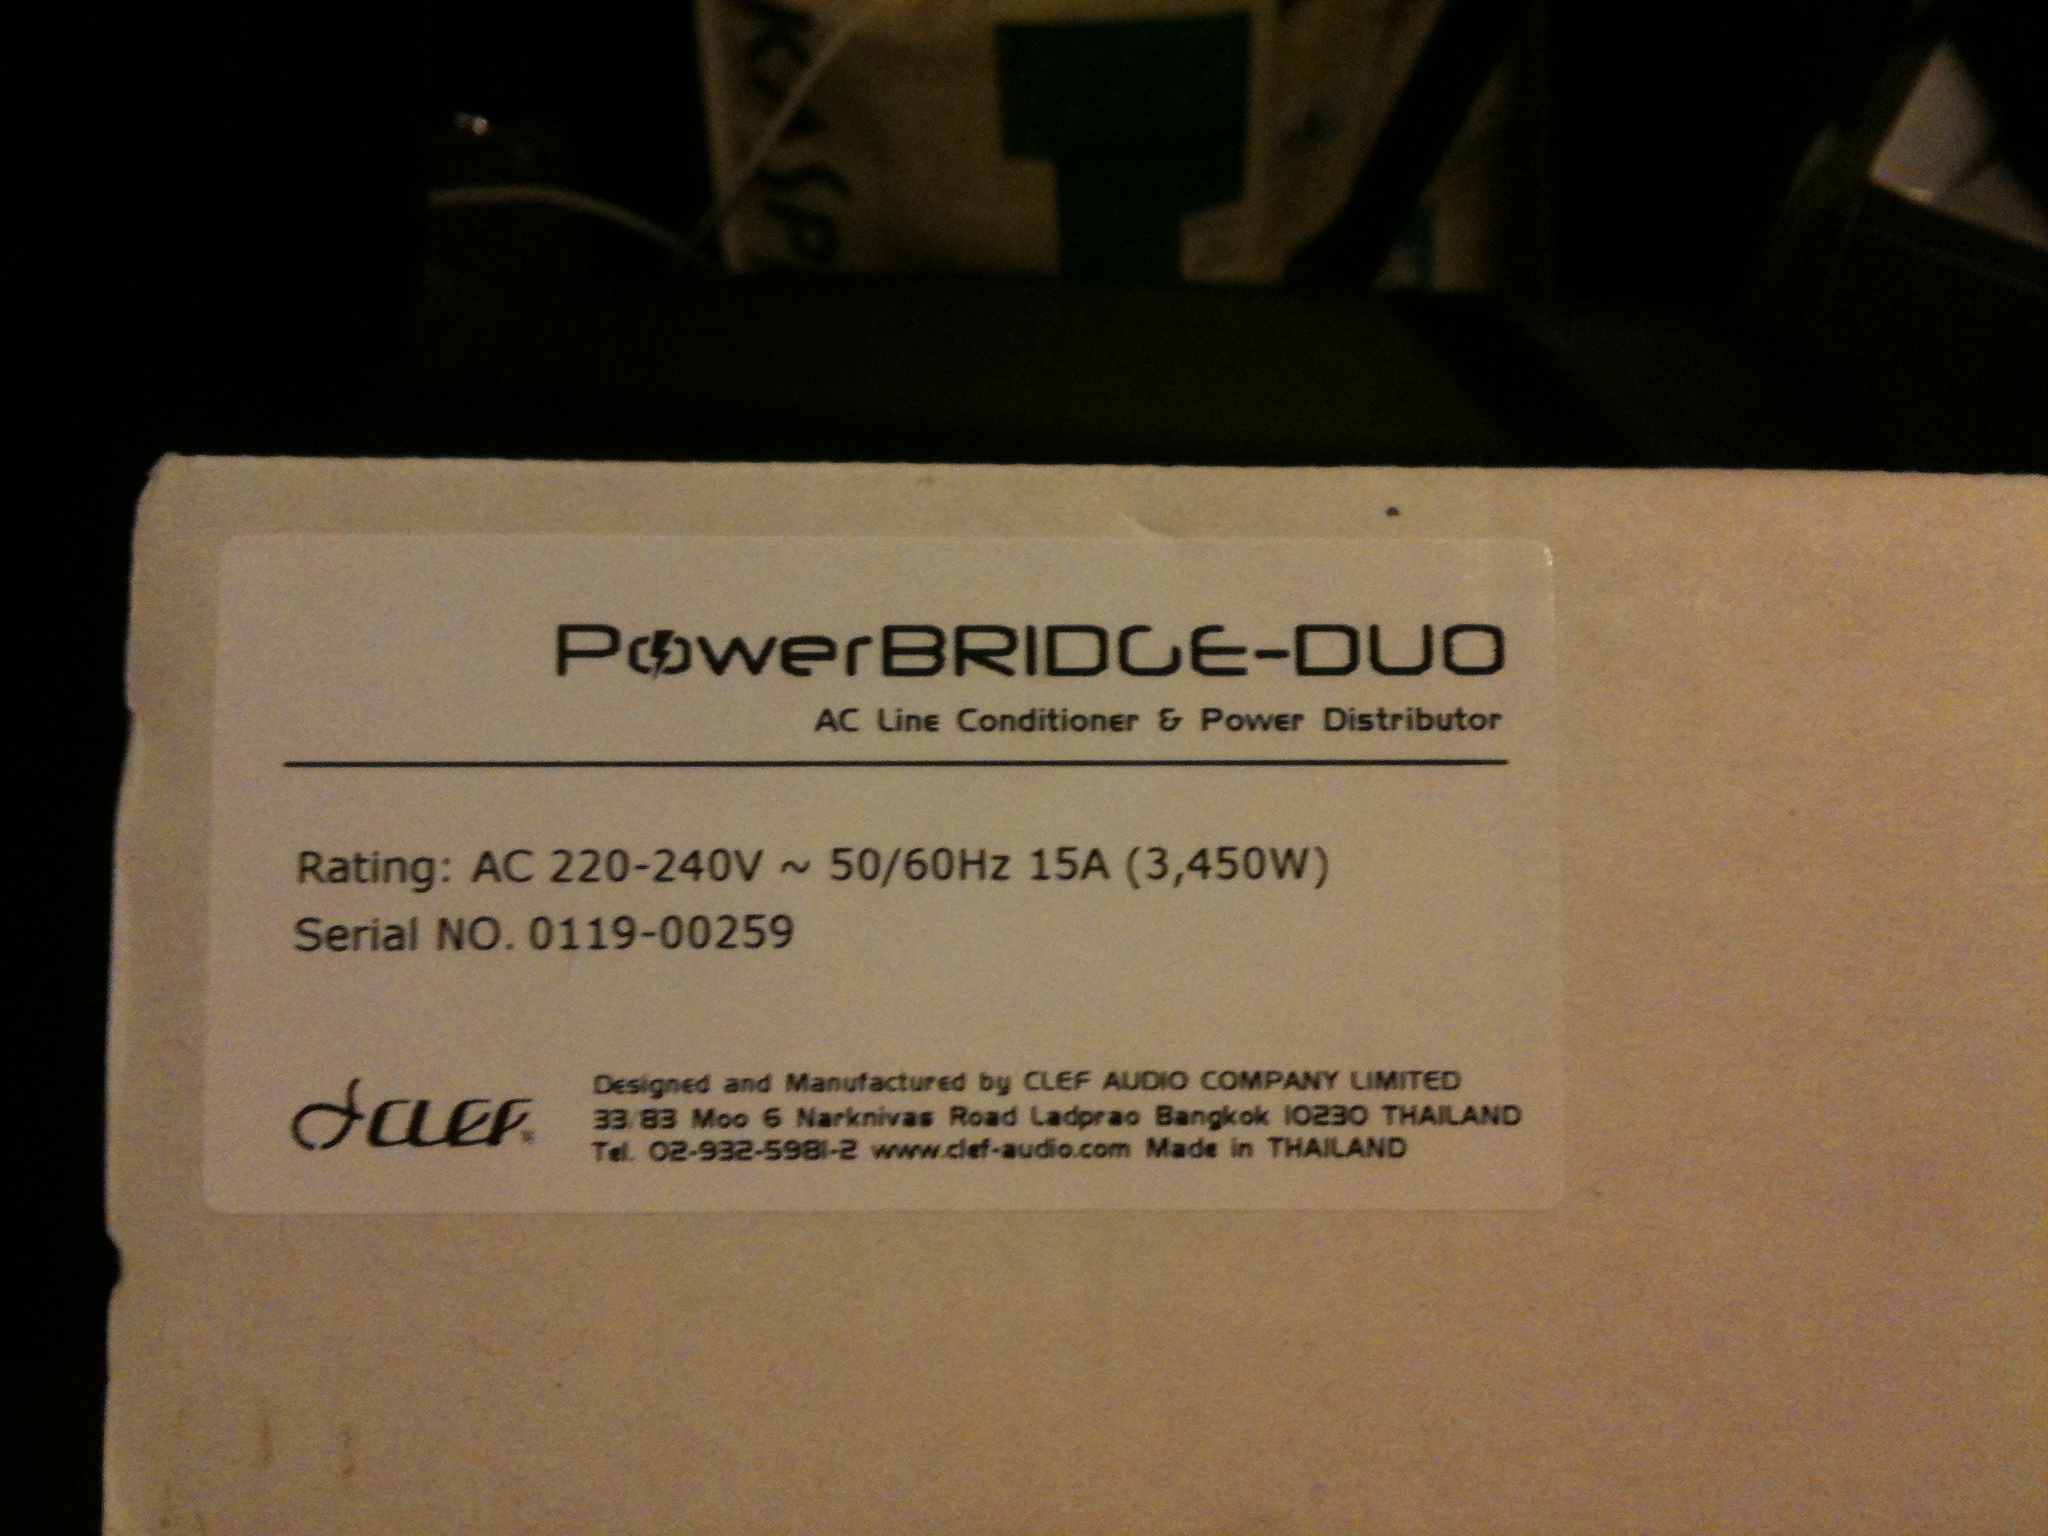 PowerBRIDGE-DUO
AC Line Conditioner & Power Distributor
Rating: AC 220-240V ~ 50/60Hz 15A (3,450W)
Serial NO. 0119-00259
CLEF
Designed and Manufactured by CLEF AUDIO COMPANY LIMITED
33/83 Moo 6 Narknivas Road Ladprao Bangkok 10230 THAILAND
Tel. 02-932-5981-2 www.clef-audio.com Made in THAILAND